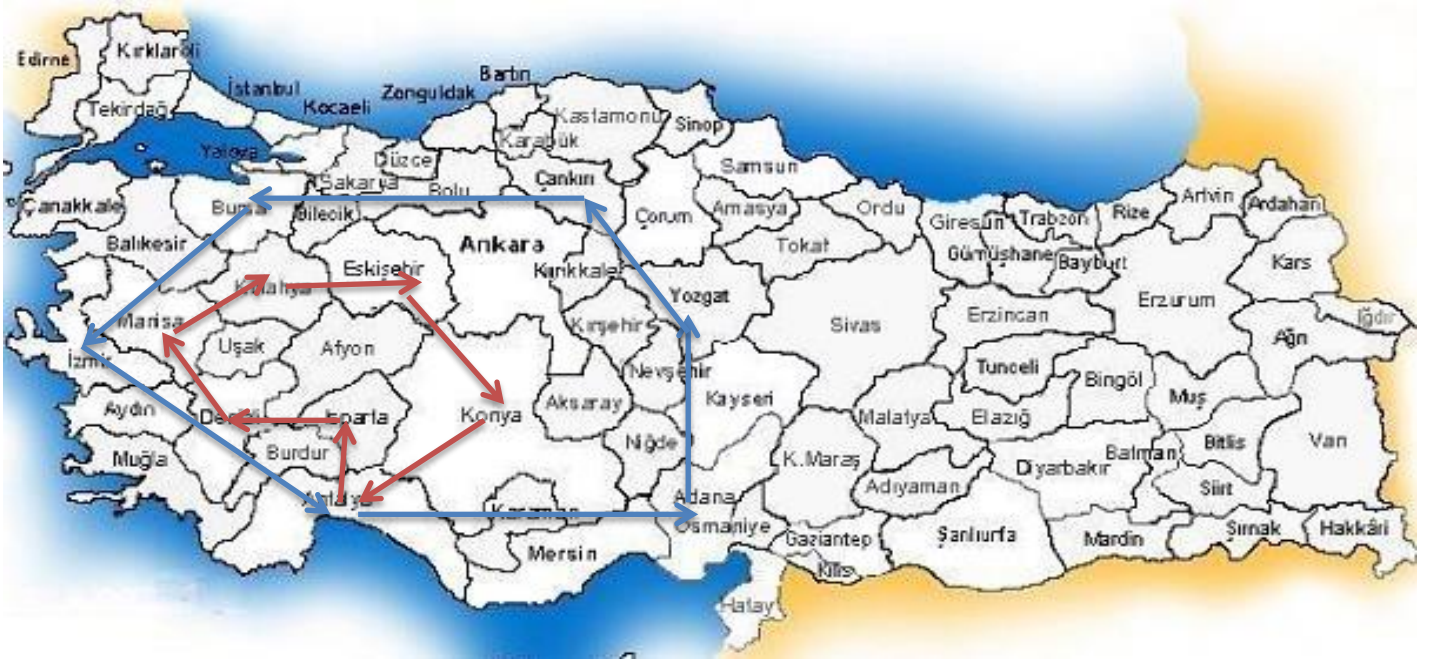 Edirne
Kırklareli
Tekirdağ
İstanbul
Kocaeli
Zonguldak
Bartın
Kastamonu
Sinop
Karabük
Yalova
Düzce
Sakarya
Bolu
Çankırı
Samsun
Çanakkale
Bursa
Bilecik
Çorum
Amasya
Ordu
Giresun
Trabzon
Rize
Artvin
Ardahan
Balıkesir
Ankara
Tokat
Gümüşhane
Bayburt
Kars
Kütahya
Eskişehir
Kırıkkale
Yozgat
Erzurum
Manisa
Uşak
Afyon
Kırşehir
Sivas
Erzincan
Ağrı
Iğdır
İzmir
Nevşehir
Kayseri
Tunceli
Bingöl
Muş
Aydın
Denizli
Isparta
Konya
Aksaray
Malatya
Elazığ
Bitlis
Van
Muğla
Burdur
Niğde
K.Maraş
Diyarbakır
Batman
Siirt
Antalya
Karaman
Adana
Adıyaman
Osmaniye
Gaziantep
Şanlıurfa
Mardin
Şırnak
Hakkâri
Mersin
Kilis
Hatay